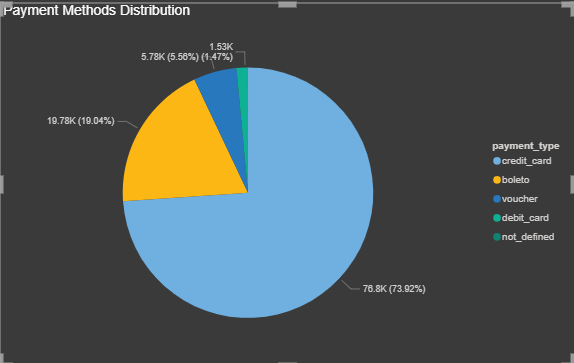 Payment Methods Distribution
1.53K
5.78K (5.56%) (1.47%)
19.78K (19.04%)
payment_type
credit_card
boleto
voucher
debit_card
not_defined
76.8K (73.92%)